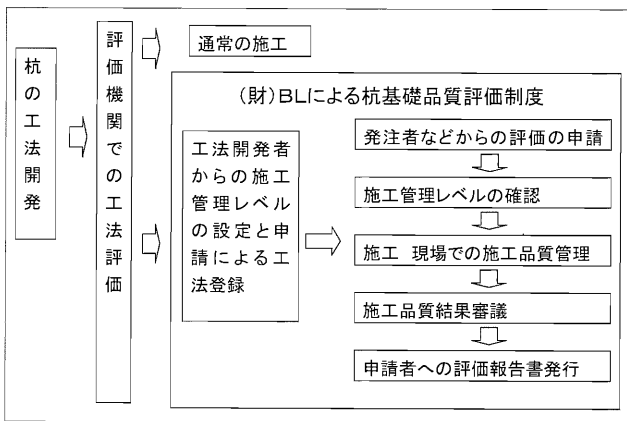 杭の工法開発
評価機関での工法評価
通常の施工
(財)BLによる杭基礎品質評価制度
工法開発者
からの施工
管理レベル
の設定と申
請による工
法登録
発注者などからの評価の申請
施工管理レベルの確認
施工 現場での施工品質管理
施工品質結果審議
申請者への評価報告書発行